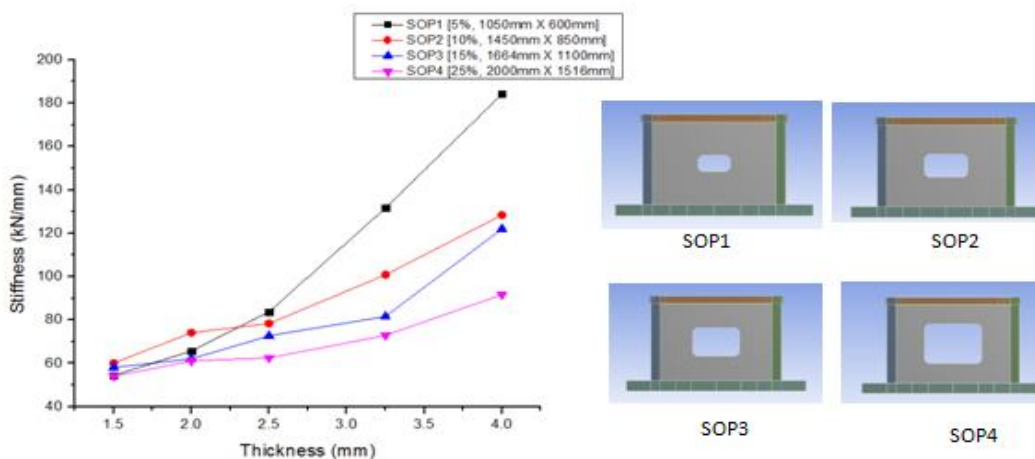 SOP1 [5%, 1050mm X 600mm]
SOP2 [10%, 1450mm X 850mm]
SOP3 [15%, 1664mm X 1100mm]
SOP4 [25%, 2000mm X 1516mm]
200
180
160
140
120
100
80
60
40
Stiffness (kN/mm)
1.5
2.0
2.5
3.0
3.5
4.0
Thickness (mm)
SOP1
SOP2
SOP3
SOP4